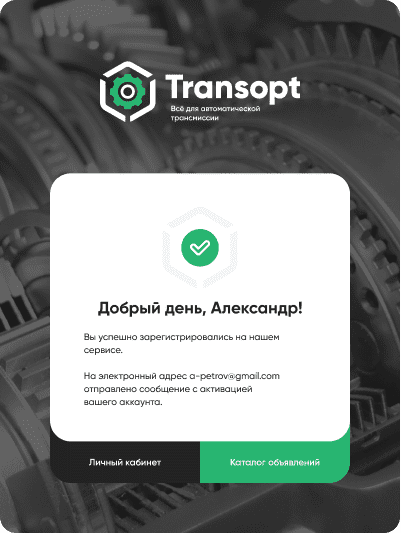 Transopt
Всё для автоматической
трансмиссии
Добрый день, Александр!
Вы успешно зарегистрировались на нашем
сервисе.
На электронный адрес a-petrov@gmail.com
отправлено сообщение с активацией
вашего аккаунта.
Личный кабинет
Каталог объявлений